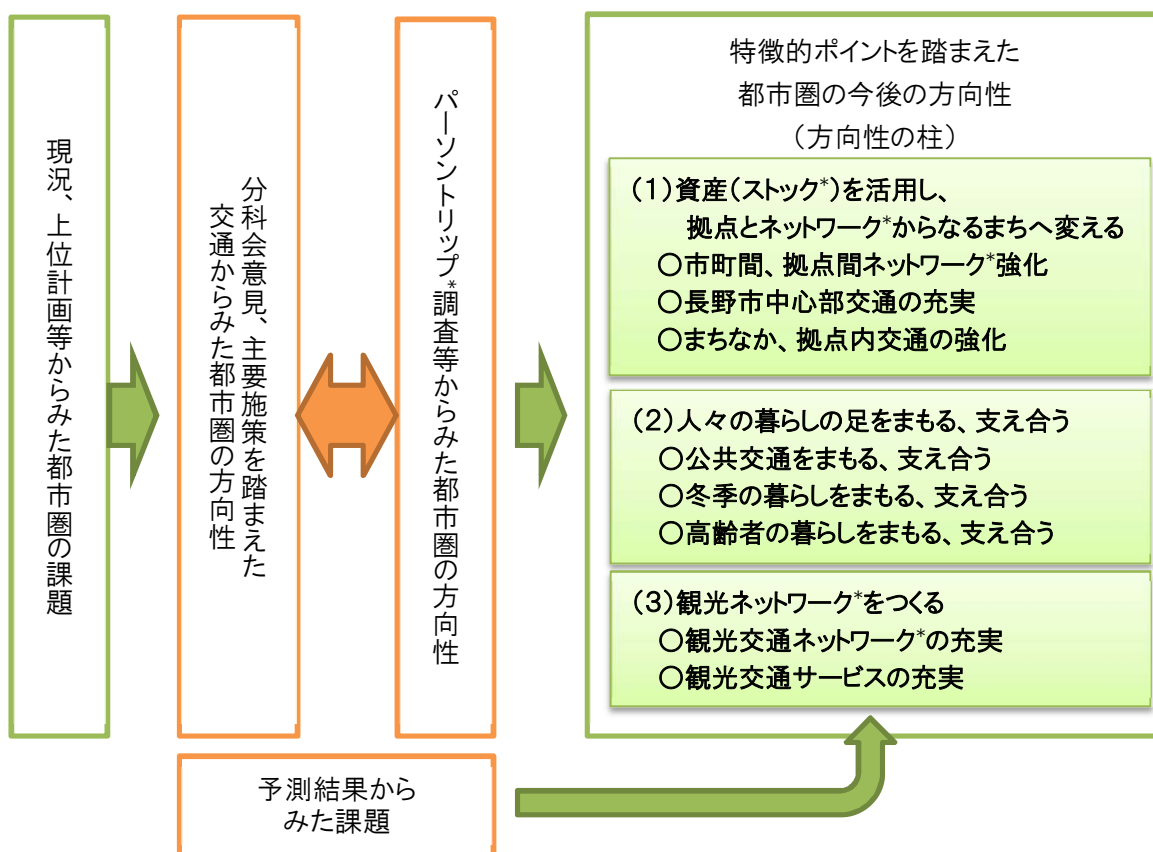 現況、上位計画等からみた都市圏の課題
分科会意見、主要施策を踏まえた
交通からみた都市圏の方向性
パーソントリップ*調査等からみた都市圏の方向性
特徴的ポイントを踏まえた
都市圏の今後の方向性
（方向性の柱）
（1）資産（ストック*）を活用し、
拠点とネットワーク*からなるまちへ変える
○市町間、拠点間ネットワーク*強化
○長野市中心部交通の充実
○まちなか、拠点内交通の強化
（2）人々の暮らしの足をまもる、支え合う
○公共交通をまもる、支え合う
○冬季の暮らしをまもる、支え合う
○高齢者の暮らしをまもる、支え合う
（3）観光ネットワーク*をつくる
○観光交通ネットワーク*の充実
○観光交通サービスの充実
予測結果から
みた課題